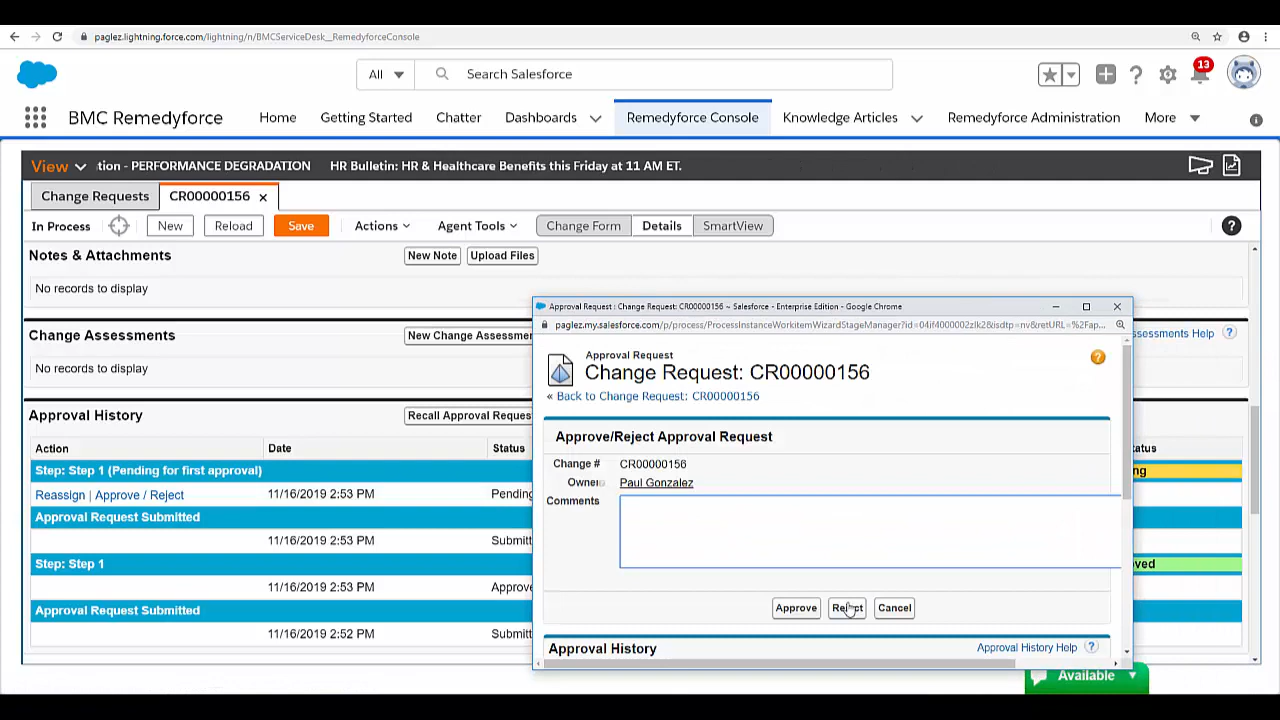 paglez.lightning.force.com/lightning/n/BMCServiceDesk__RemedyforceConsole
All
Search Salesforce
13
BMC Remedyforce
Home
Getting Started
Chatter
Dashboards
Remedyforce Console
Knowledge Articles
Remedyforce Administration
More
View
tion - PERFORMANCE DEGRADATION
HR Bulletin: HR & Healthcare Benefits this Friday at 11 AM ET.
Change Requests
CR00000156
In Process
New
Reload
Save
Actions
Agent Tools
Change Form
Details
SmartView
Notes & Attachments
New Note
Upload Files
No records to display
Change Assessments
New Change Assessmen
ssessments Help
No records to display
Approval History
Recall Approval Reques
Action
Date
Status
tatus
Step: Step 1 (Pending for first approval)
ng
Reassign | Approve / Reject
11/16/2019 2:53 PM
Pending
Approval Request Submitted
11/16/2019 2:53 PM
Submitt
Step: Step 1
ved
11/16/2019 2:53 PM
Approve
Approval Request Submitted
11/16/2019 2:52 PM
Submitt
Approval Request : Change Request: CR00000156 ~ Salesforce - Enterprise Edition - Google Chrome
paglez.my.salesforce.com/p/process/ProcessInstanceWorkitemWizardStageManager?id=04if4000002zlk2&isdtp=nv&retURL=%2Fap...
Approval Request
Change Request: CR00000156
« Back to Change Request: CR00000156
Approve/Reject Approval Request
Change #
CR00000156
Owner
Paul Gonzalez
Comments
Approve
Reject
Cancel
Approval History
Approval History Help
Available